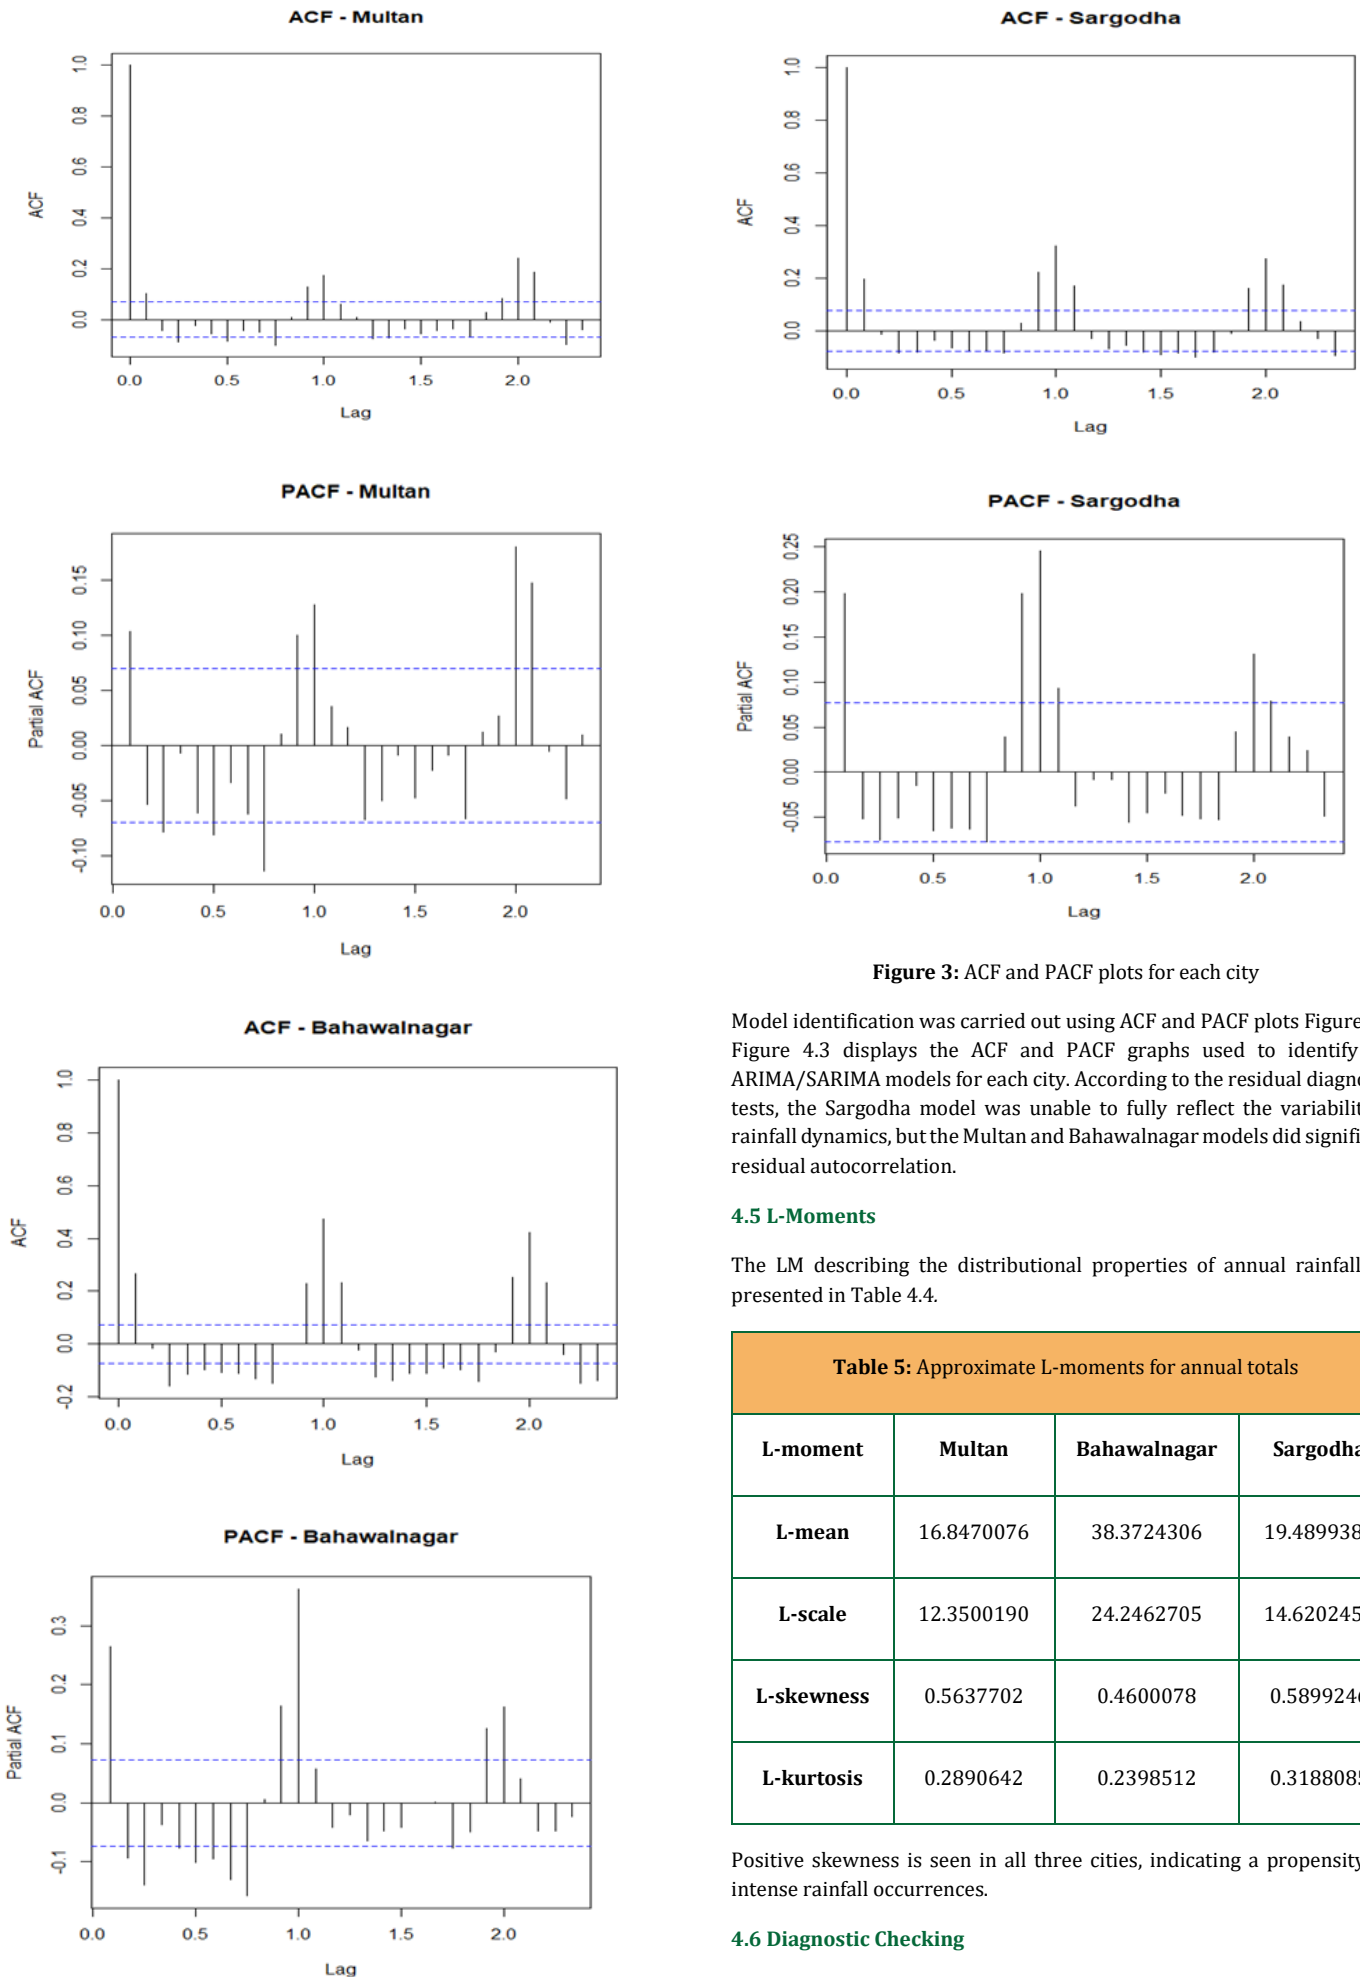 ACF - Multan
1.0
0.8
0.6
0.4
0.2
0.0
ACF
0.0 0.5 1.0 1.5 2.0
Lag
PACF - Multan
0.15
0.10
0.05
0.00
-0.05
-0.10
Partial ACF
0.0 0.5 1.0 1.5 2.0
Lag
ACF - Bahawalnagar
1.0
0.8
0.6
0.4
0.2
0.0
-0.2
ACF
0.0 0.5 1.0 1.5 2.0
Lag
PACF - Bahawalnagar
0.3
0.2
0.1
0.0
-0.1
Partial ACF
0.0 0.5 1.0 1.5 2.0
Lag
ACF - Sargodha
1.0
0.8
0.6
0.4
0.2
0.0
ACF
0.0 0.5 1.0 1.5 2.0
Lag
PACF - Sargodha
0.25
0.20
0.15
0.10
0.05
0.00
-0.05
Partial ACF
0.0 0.5 1.0 1.5 2.0
Lag
Figure 3: ACF and PACF plots for each city
Model identification was carried out using ACF and PACF plots Figure
Figure 4.3 displays the ACF and PACF graphs used to identify
ARIMA/SARIMA models for each city. According to the residual diagn
tests, the Sargodha model was unable to fully reflect the variabilit
rainfall dynamics, but the Multan and Bahawalnagar models did signifi
residual autocorrelation.
4.5 L-Moments
The LM describing the distributional properties of annual rainfall
presented in Table 4.4.
Table 5: Approximate L-moments for annual totals
L-moment Multan Bahawalnagar Sargodha
L-mean 16.8470076 38.3724306 19.489938
L-scale 12.3500190 24.2462705 14.620245
L-skewness 0.5637702 0.4600078 0.589924
L-kurtosis 0.2890642 0.2398512 0.318808
Positive skewness is seen in all three cities, indicating a propensity
intense rainfall occurrences.
4.6 Diagnostic Checking